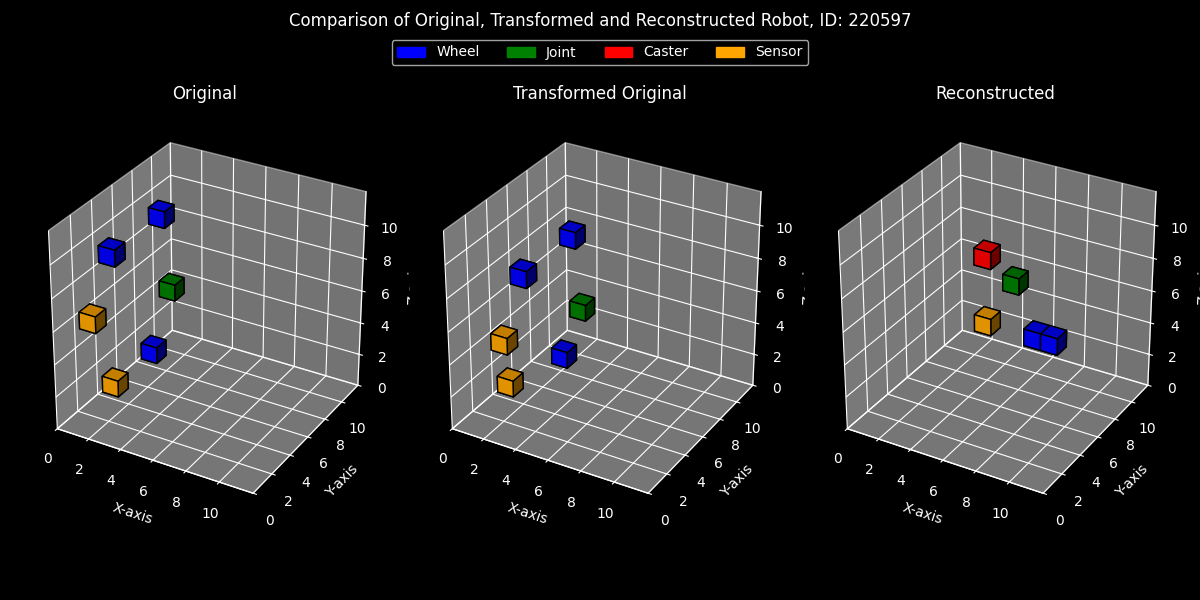 Comparison of Original, Transformed and Reconstructed Robot, ID: 220597
Wheel Joint Caster Sensor
Original Transformed Original Reconstructed
10 10 10
8 8 8
6 6 6
4 4 4
2 2 2
0 0 0
0 2 4 6 8 10 0 2 4 6 8 10 0 2 4 6 8 10
0 2 4 6 8 10 0 2 4 6 8 10 0 2 4 6 8 10
X-axis Y-axis X-axis Y-axis X-axis Y-axis